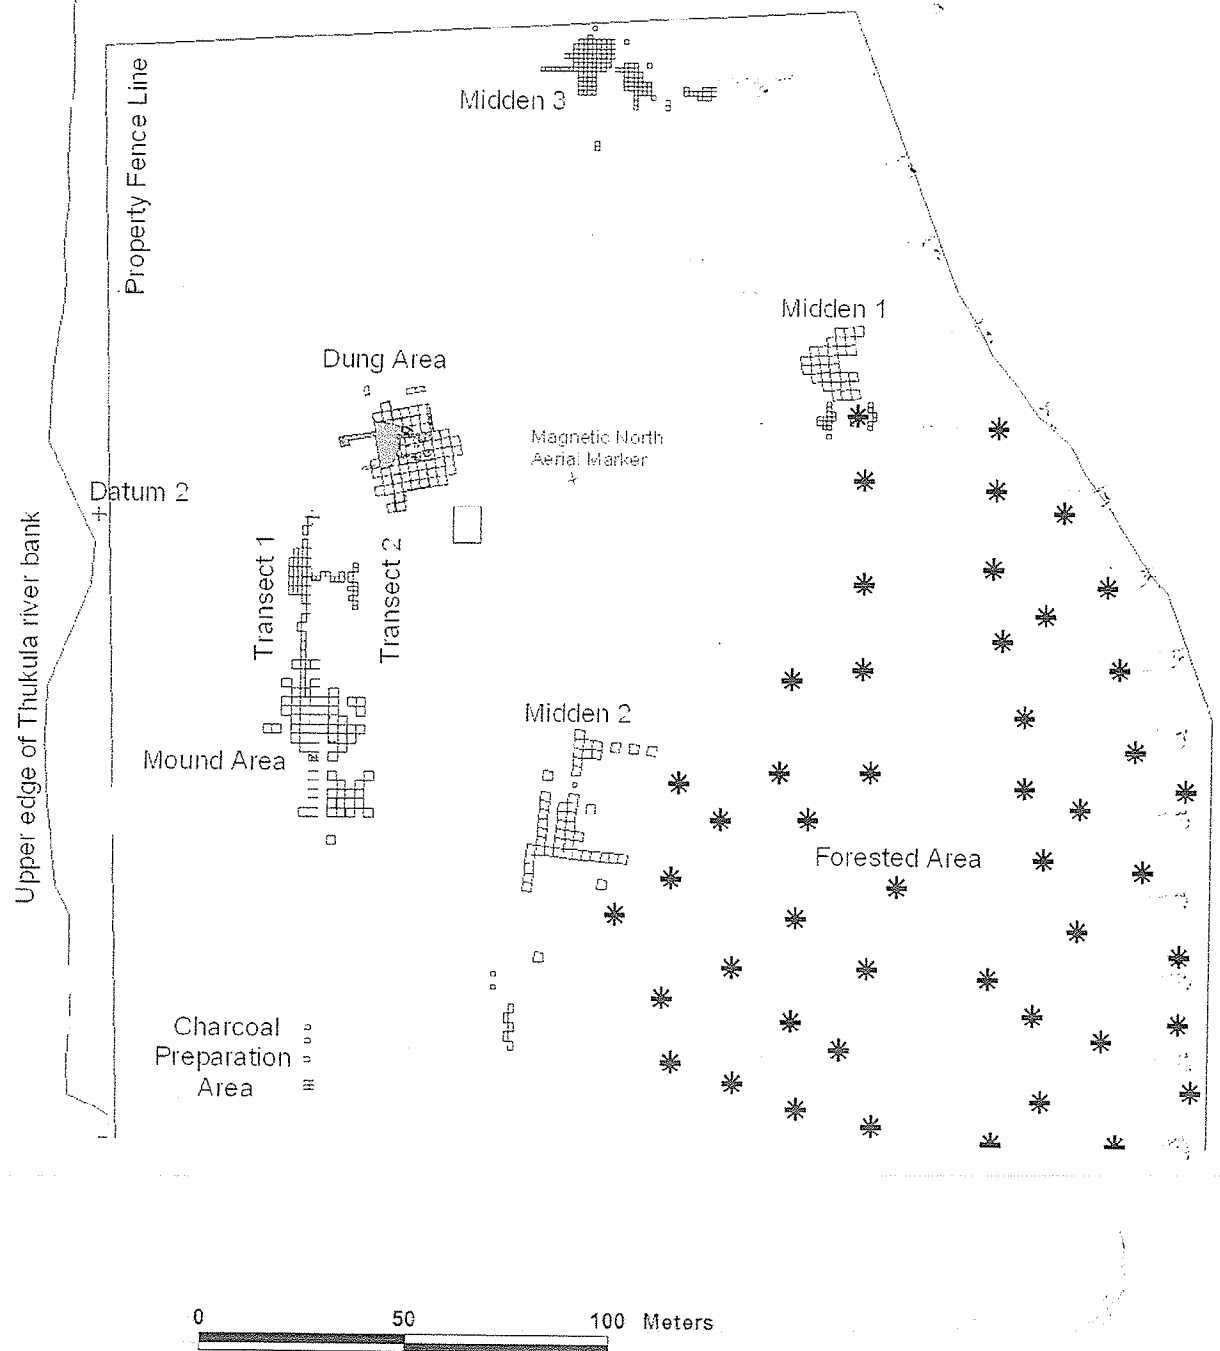 Midden 3
Property Fence Line
Midden 1
Dung Area
Magnetic North
Aerial Marker
Datum 2
Upper edge of Thukula river bank
Transect 1
Transect 2
Midden 2
Mound Area
Forested Area
Charcoal
Preparation
Area
0 50 100 Meters